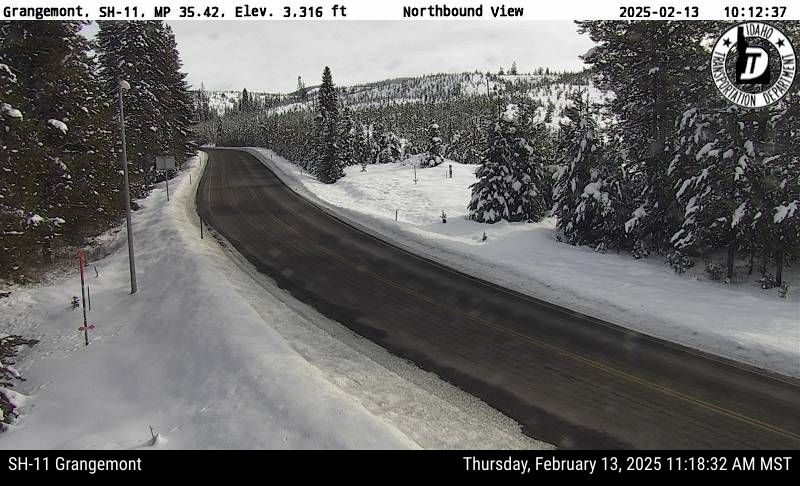 Grangemont, SH-11, MP 35.42, Elev. 3,316 ft Northbound View 2025-02-13 10:12:37
IDAHO
TRANSPORTATION DEPARTMENT
SH-11 Grangemont Thursday, February 13, 2025 11:18:32 AM MST